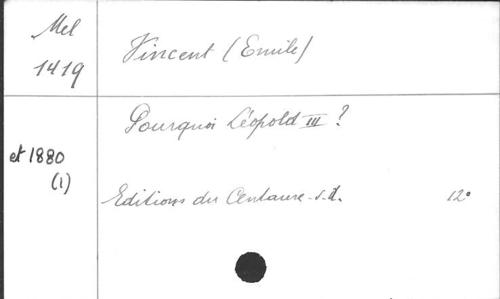 Mel
1419
Vincent (Emile)
Pourquoi Léopold III ?
et 1880
(1)
Editions du Centaure. s.d.
12°